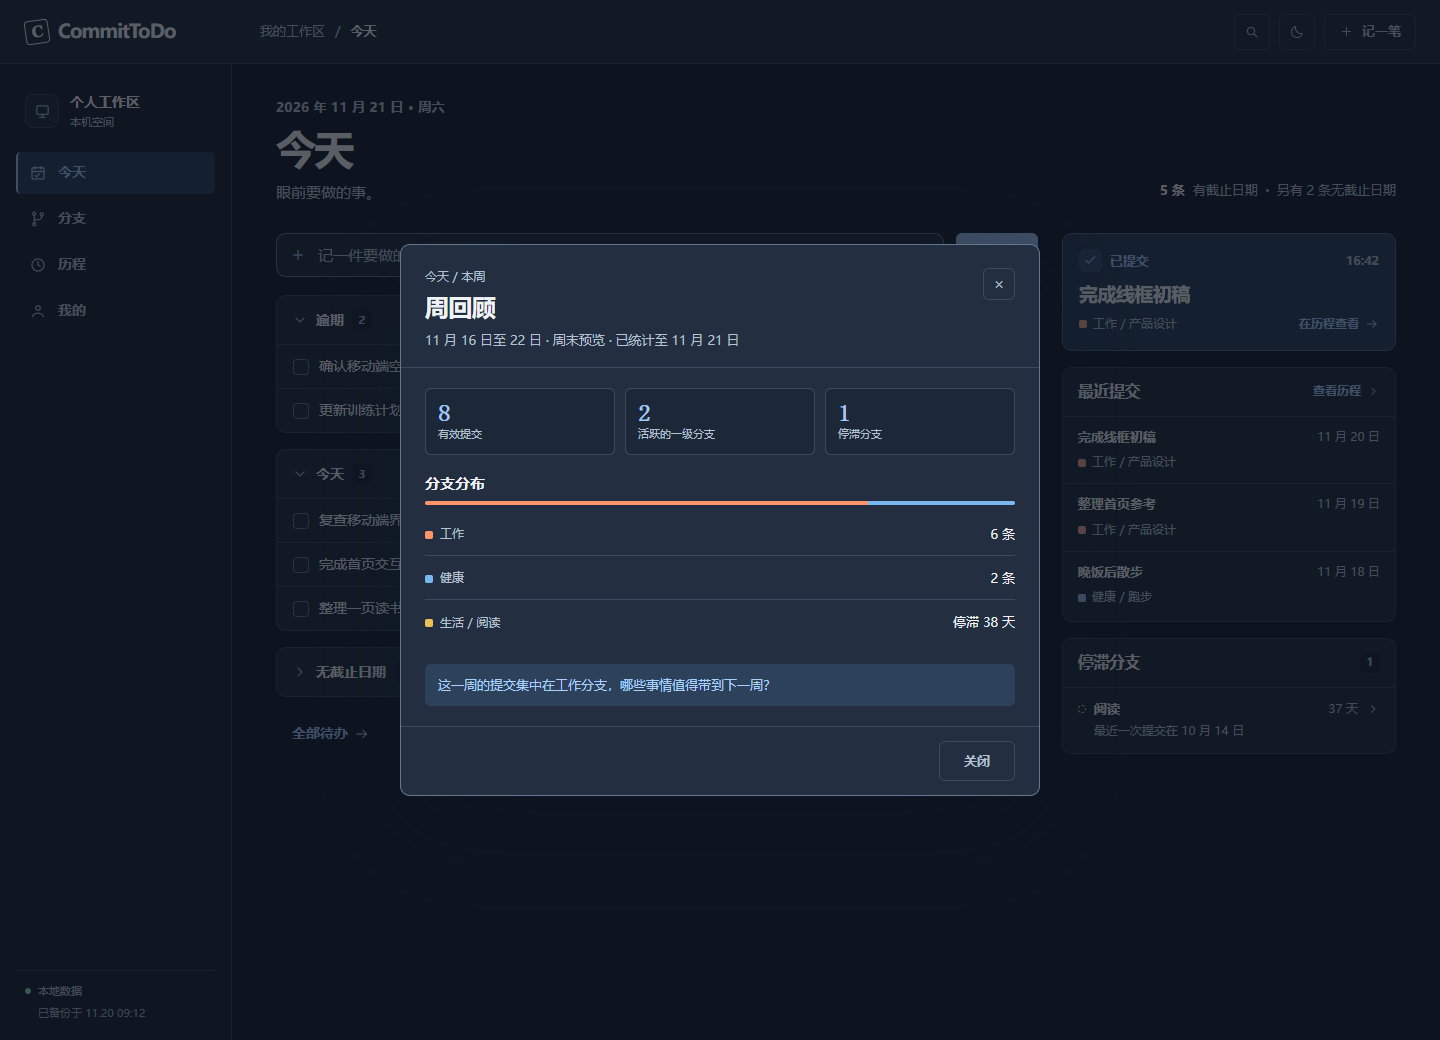 C CommitToDo
我的工作区 / 今天
+ 记一笔
个人工作区
本机空间
今天
分支
历程
我的
本地数据
已备份于 11.20 09:12
2026 年 11 月 21 日 • 周六
今天
眼前要做的事。
5 条 有截止日期 • 另有 2 条无截止日期
+ 记一件要做的
逾期 2
确认移动端空
更新训练计划
今天 3
复查移动端界
完成首页交互
整理一页读书
无截止日期
全部待办 →
今天 / 本周
周回顾
11 月 16 日至 22 日 · 周末预览 · 已统计至 11 月 21 日
×
8
有效提交
2
活跃的一级分支
1
停滞分支
分支分布
工作 6 条
健康 2 条
生活 / 阅读 停滞 38 天
这一周的提交集中在工作分支，哪些事情值得带到下一周？
关闭
已提交 16:42
完成线框初稿
工作 / 产品设计 在历程查看 →
最近提交 查看历程
完成线框初稿 11 月 20 日
工作 / 产品设计
整理首页参考 11 月 19 日
工作 / 产品设计
晚饭后散步 11 月 18 日
健康 / 跑步
停滞分支 1
阅读 37 天
最近一次提交在 10 月 14 日